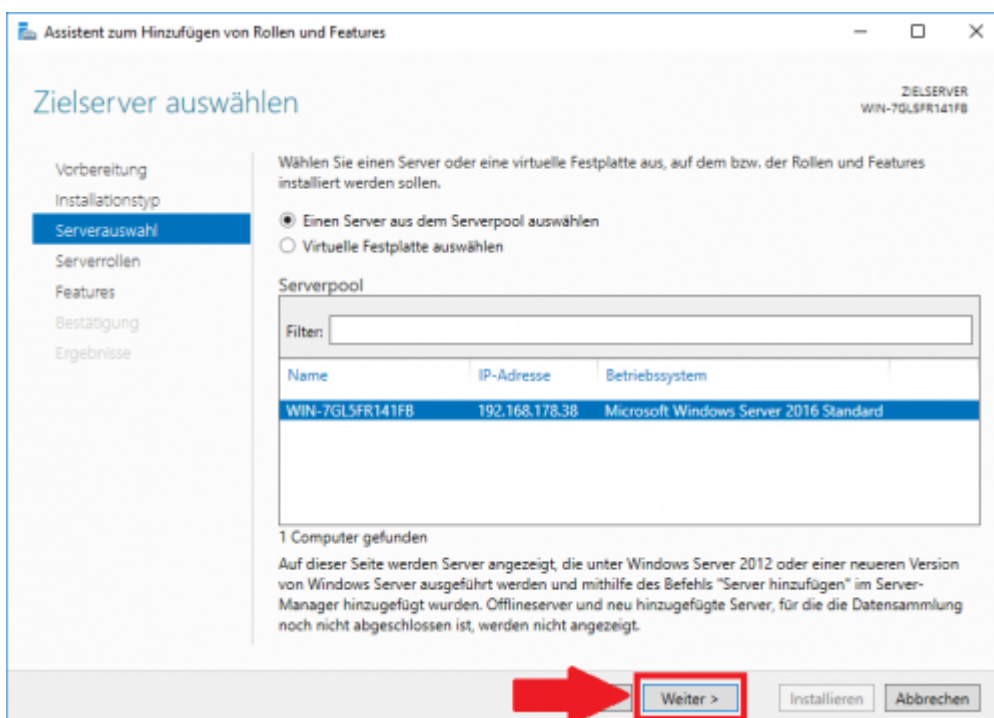 Assistent zum Hinzufügen von Rollen und Features
Zielserver auswählen
ZIELSERVER
WIN-7GL5FR141FB
Vorbereitung
Installationstyp
Serverauswahl
Serverrollen
Features
Bestätigung
Ergebnisse
Wählen Sie einen Server oder eine virtuelle Festplatte aus, auf dem bzw. der Rollen und Features
installiert werden sollen.
Einen Server aus dem Serverpool auswählen
Virtuelle Festplatte auswählen
Serverpool
Filter:
Name IP-Adresse Betriebssystem
WIN-7GL5FR141FB 192.168.178.38 Microsoft Windows Server 2016 Standard
1 Computer gefunden
Auf dieser Seite werden Server angezeigt, die unter Windows Server 2012 oder einer neueren Version
von Windows Server ausgeführt werden und mithilfe des Befehls "Server hinzufügen" im Server-
Manager hinzugefügt wurden. Offlineserver und neu hinzugefügte Server, für die die Datensammlung
noch nicht abgeschlossen ist, werden nicht angezeigt.
Weiter > Installieren Abbrechen